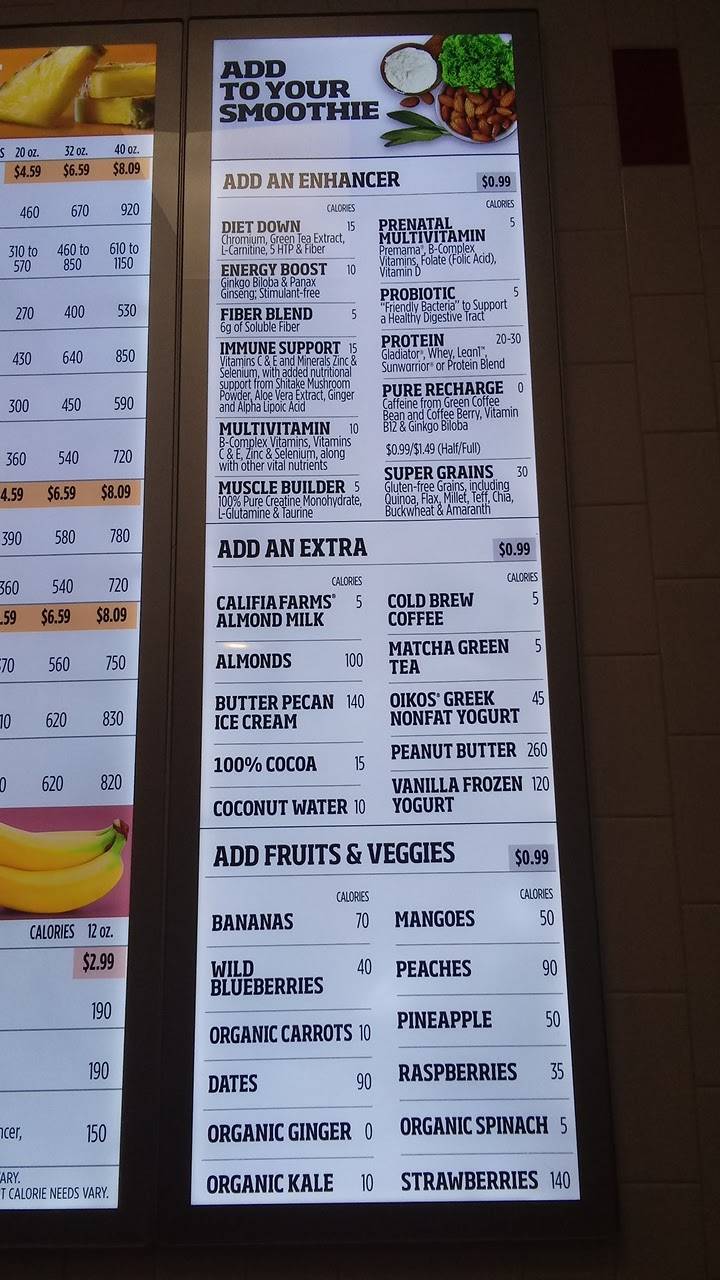 S 20 oz. 32 oz. 40 oz.
$4.59 $6.59 $8.09
460 670 920
310 to 460 to 610 to
570 850 1150
270 400 530
430 640 850
300 450 590
360 540 720
4.59 $6.59 $8.09
390 580 780
360 540 720
.59 $6.59 $8.09
70 560 750
10 620 830
0 620 820
CALORIES 12 oz.
$2.99
190
190
ncer, 150
ARY.
T CALORIE NEEDS VARY.
ADD
TO YOUR
SMOOTHIE
ADD AN ENHANCER $0.99
CALORIES
DIET DOWN 15
Chromium, Green Tea Extract,
L-Carnitine, 5 HTP & Fiber
ENERGY BOOST 10
Ginkgo Biloba & Panax
Ginseng; Stimulant-free
FIBER BLEND 5
6g of Soluble Fiber
IMMUNE SUPPORT 15
Vitamins C & E and Minerals Zinc &
Selenium, with added nutritional
support from Shitake Mushroom
Powder, Aloe Vera Extract, Ginger
and Alpha Lipoic Acid
MULTIVITAMIN 10
B-Complex Vitamins, Vitamins
C & E, Zinc & Selenium, along
with other vital nutrients
MUSCLE BUILDER 5
100% Pure Creatine Monohydrate,
L-Glutamine & Taurine
CALORIES
PRENATAL 5
MULTIVITAMIN
Premama®, B-Complex
Vitamins, Folate (Folic Acid),
Vitamin D
PROBIOTIC 5
"Friendly Bacteria" to Support
a Healthy Digestive Tract
PROTEIN 20-30
Gladiator®, Whey, Lean1™,
Sunwarrior® or Protein Blend
PURE RECHARGE 0
Caffeine from Green Coffee
Bean and Coffee Berry, Vitamin
B12 & Ginkgo Biloba
$0.99/$1.49 (Half/Full)
SUPER GRAINS 30
Gluten-free Grains, including
Quinoa, Flax, Millet, Teff, Chia,
Buckwheat & Amaranth
ADD AN EXTRA $0.99
CALORIES
CALIFIA FARMS® 5
ALMOND MILK
ALMONDS 100
BUTTER PECAN 140
ICE CREAM
100% COCOA 15
COCONUT WATER 10
CALORIES
COLD BREW 5
COFFEE
MATCHA GREEN 5
TEA
OIKOS® GREEK 45
NONFAT YOGURT
PEANUT BUTTER 260
VANILLA FROZEN 120
YOGURT
ADD FRUITS & VEGGIES $0.99
CALORIES
BANANAS 70
WILD 40
BLUEBERRIES
ORGANIC CARROTS 10
DATES 90
ORGANIC GINGER 0
ORGANIC KALE 10
CALORIES
MANGOES 50
PEACHES 90
PINEAPPLE 50
RASPBERRIES 35
ORGANIC SPINACH 5
STRAWBERRIES 140